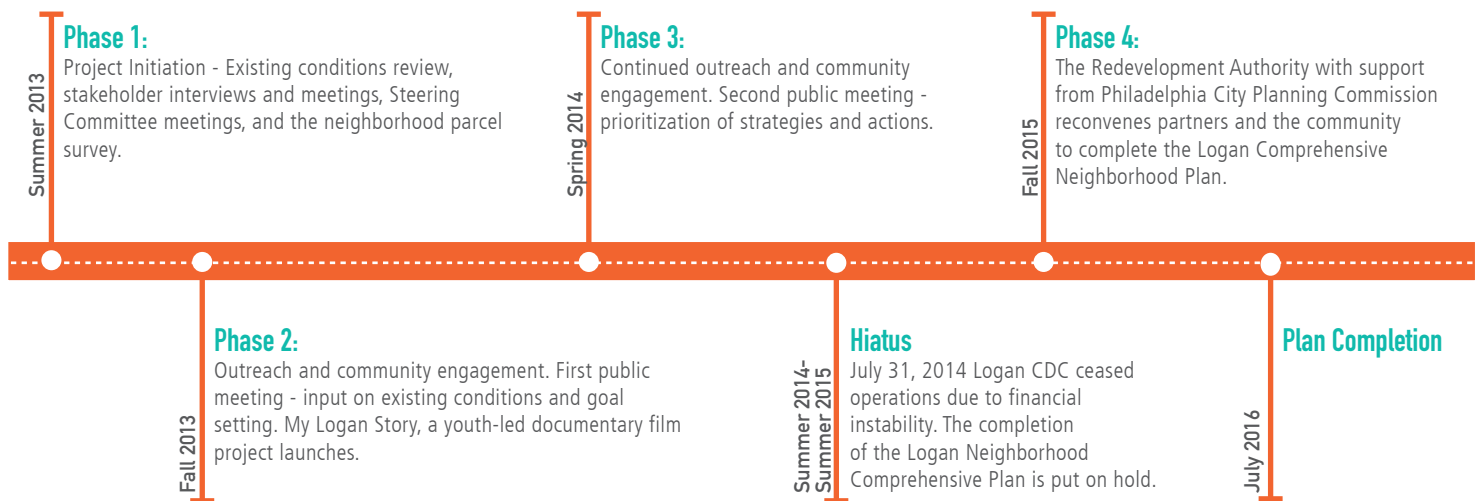 Summer 2013
Phase 1:
Project Initiation - Existing conditions review,
stakeholder interviews and meetings, Steering
Committee meetings, and the neighborhood parcel
survey.
Fall 2013
Phase 2:
Outreach and community engagement. First public
meeting - input on existing conditions and goal
setting. My Logan Story, a youth-led documentary film
project launches.
Spring 2014
Phase 3:
Continued outreach and community
engagement. Second public meeting -
prioritization of strategies and actions.
Summer 2014-
Summer 2015
Hiatus
July 31, 2014 Logan CDC ceased
operations due to financial
instability. The completion
of the Logan Neighborhood
Comprehensive Plan is put on hold.
Fall 2015
Phase 4:
The Redevelopment Authority with support
from Philadelphia City Planning Commission
reconvenes partners and the community
to complete the Logan Comprehensive
Neighborhood Plan.
July 2016
Plan Completion